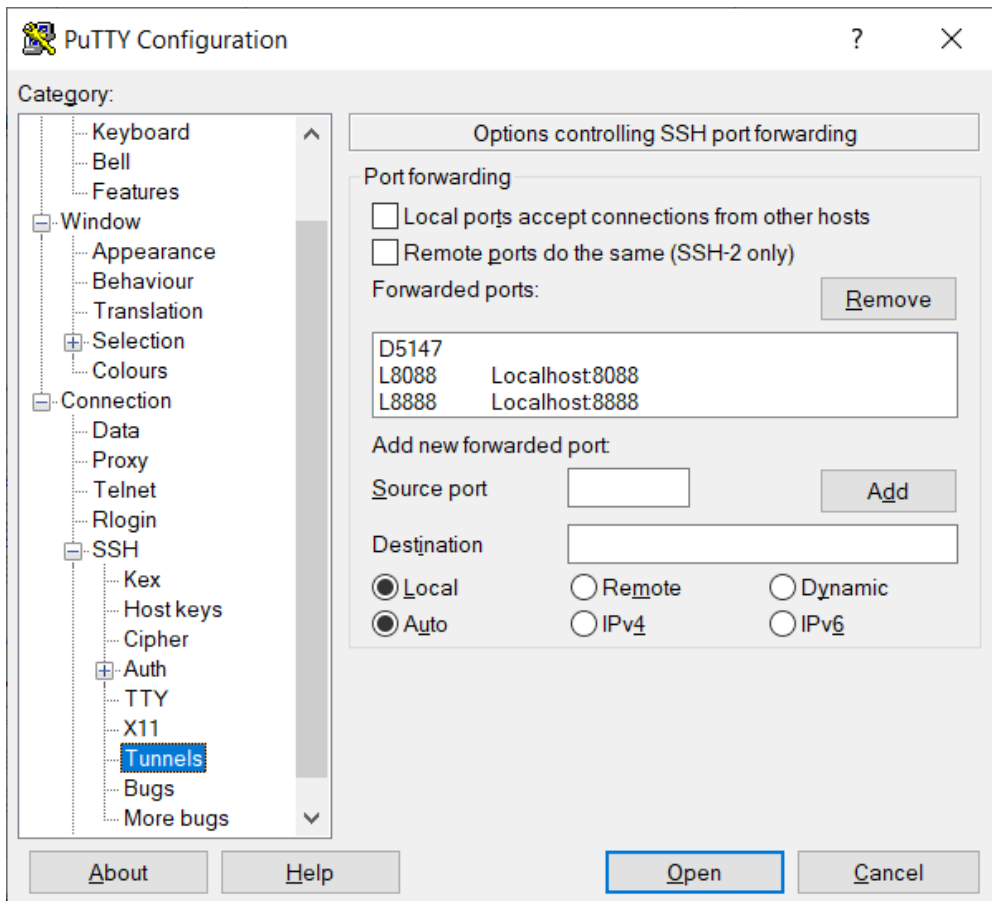 PuTTY Configuration
?
Category:
Keyboard
Bell
Features
Window
Appearance
Behaviour
Translation
Selection
Colours
Connection
Data
Proxy
Telnet
Rlogin
SSH
Kex
Host keys
Cipher
Auth
TTY
X11
Tunnels
Bugs
More bugs
Options controlling SSH port forwarding
Port forwarding
Local ports accept connections from other hosts
Remote ports do the same (SSH-2 only)
Forwarded ports:
Remove
D5147
L8088 Localhost:8088
L8888 Localhost:8888
Add new forwarded port:
Source port
Add
Destination
Local Remote Dynamic
Auto IPv4 IPv6
About Help Open Cancel